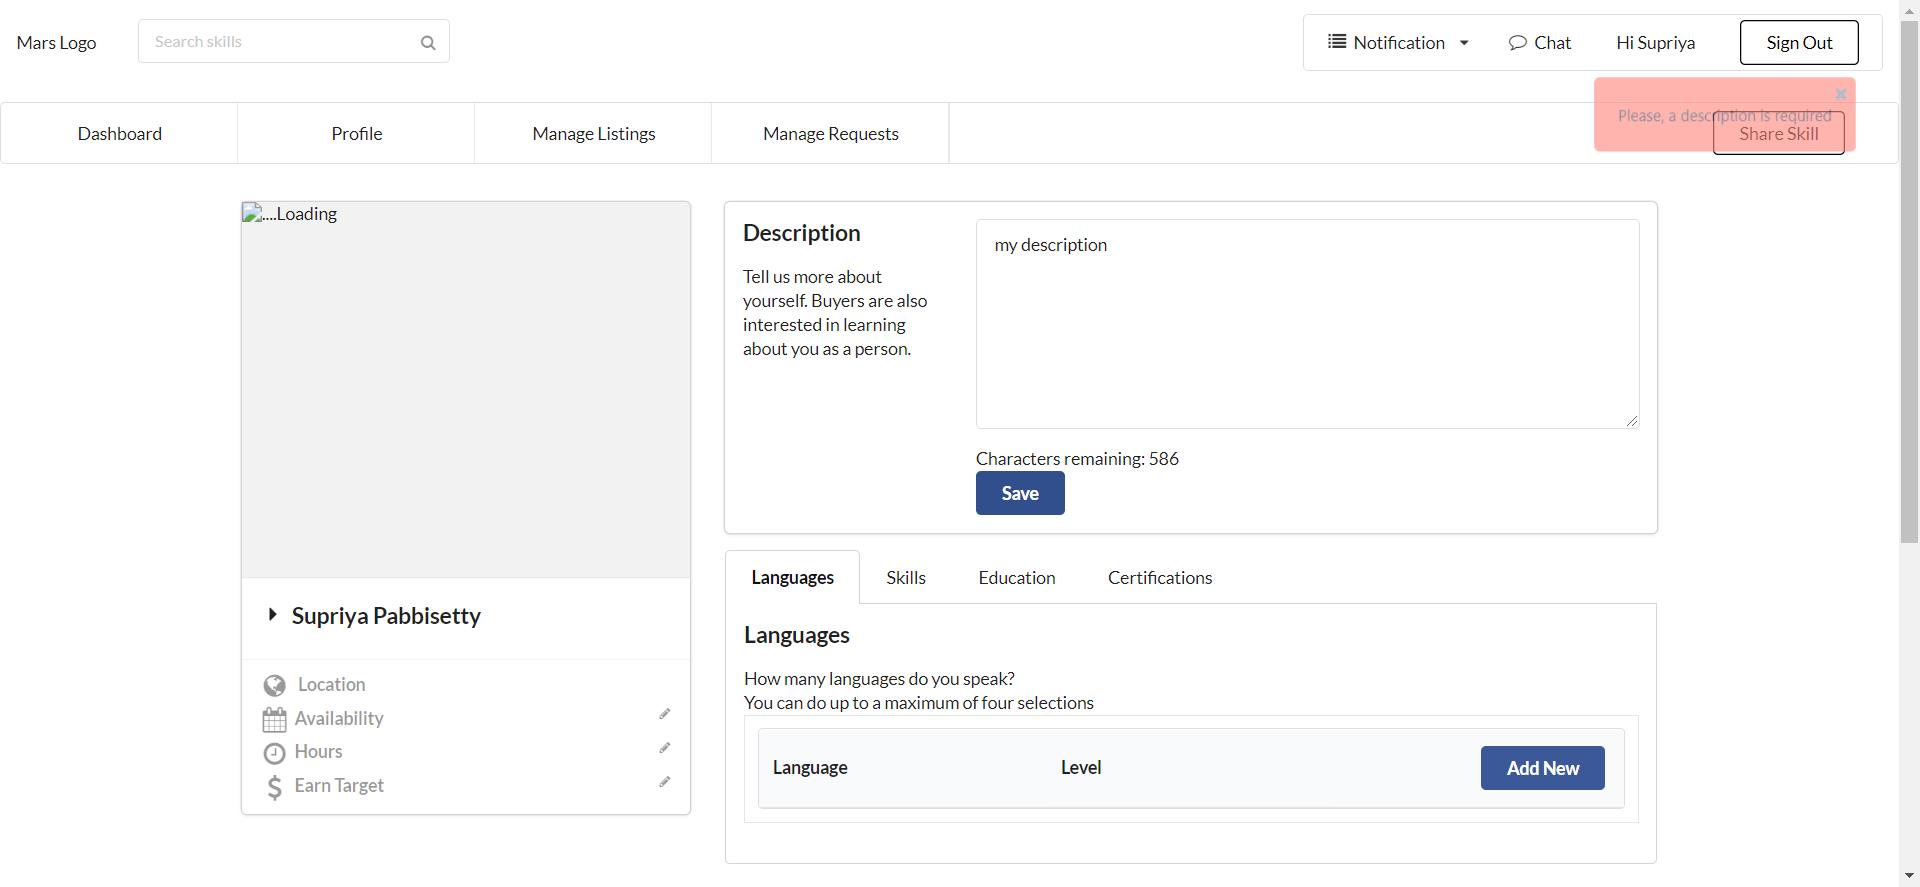 Mars Logo
Search skills
Notification
Chat
Hi Supriya
Sign Out
Please, a description is required
Dashboard
Profile
Manage Listings
Manage Requests
Share Skill
....Loading
Supriya Pabbisetty
Location
Availability
Hours
Earn Target
Description
Tell us more about
yourself. Buyers are also
interested in learning
about you as a person.
my description
Characters remaining: 586
Save
Languages
Skills
Education
Certifications
Languages
How many languages do you speak?
You can do up to a maximum of four selections
Language
Level
Add New